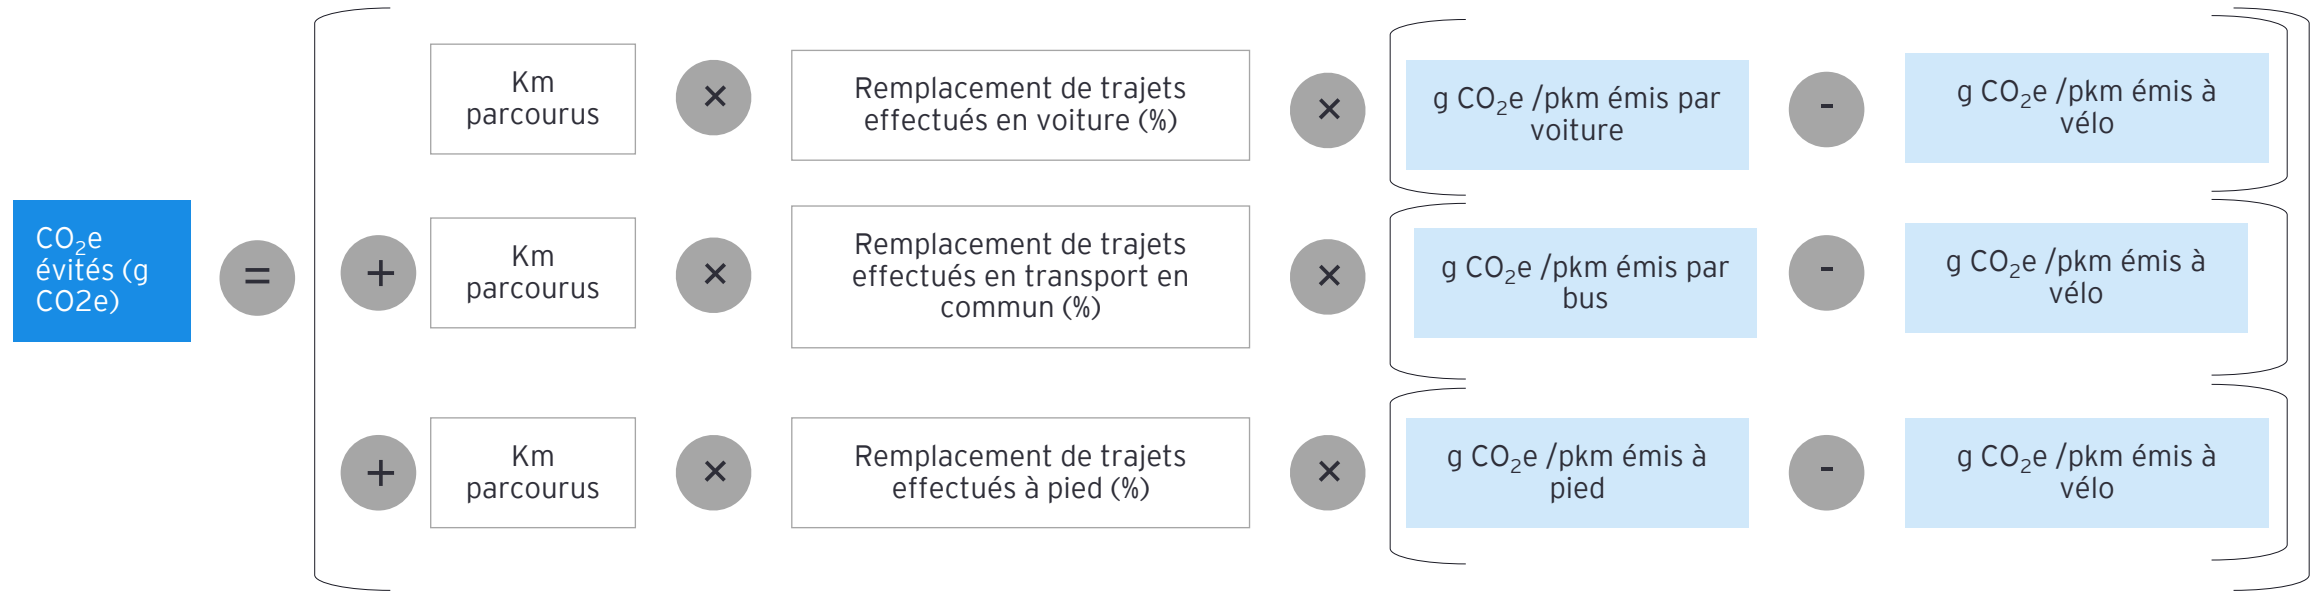 Km
parcourus
×
Remplacement de trajets
effectués en voiture (%)
×
g CO₂e /pkm émis par
voiture
-
g CO₂e /pkm émis à
vélo
CO₂e
évités (g
CO2e)
=
+
Km
parcourus
×
Remplacement de trajets
effectués en transport en
commun (%)
×
g CO₂e /pkm émis par
bus
-
g CO₂e /pkm émis à
vélo
+
Km
parcourus
×
Remplacement de trajets
effectués à pied (%)
×
g CO₂e /pkm émis à
pied
-
g CO₂e /pkm émis à
vélo